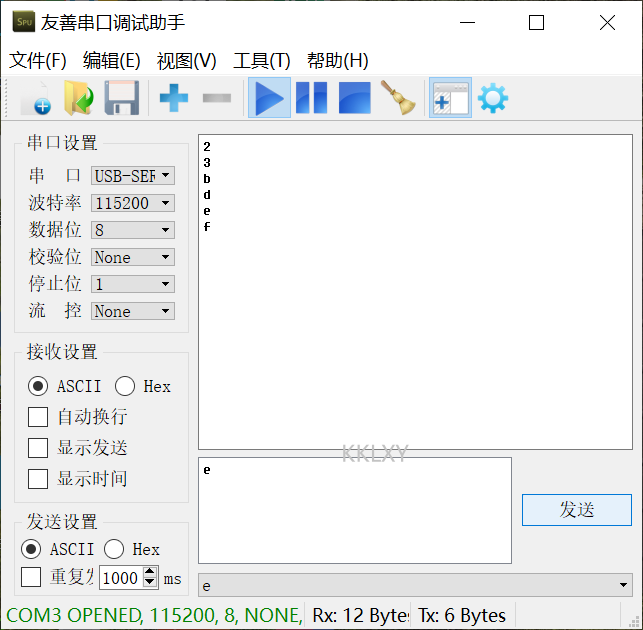 SPU 友善串口调试助手
文件(F) 编辑(E) 视图(V) 工具(T) 帮助(H)
串口设置
串 口 USB-SER
波特率 115200
数据位 8
校验位 None
停止位 1
流 控 None
接收设置
ASCII Hex
自动换行
显示发送
显示时间
发送设置
ASCII Hex
重复发 1000 ms
2
3
b
d
e
f
KKLXY
e
发送
e
COM3 OPENED, 115200, 8, NONE, Rx: 12 Bytes Tx: 6 Bytes